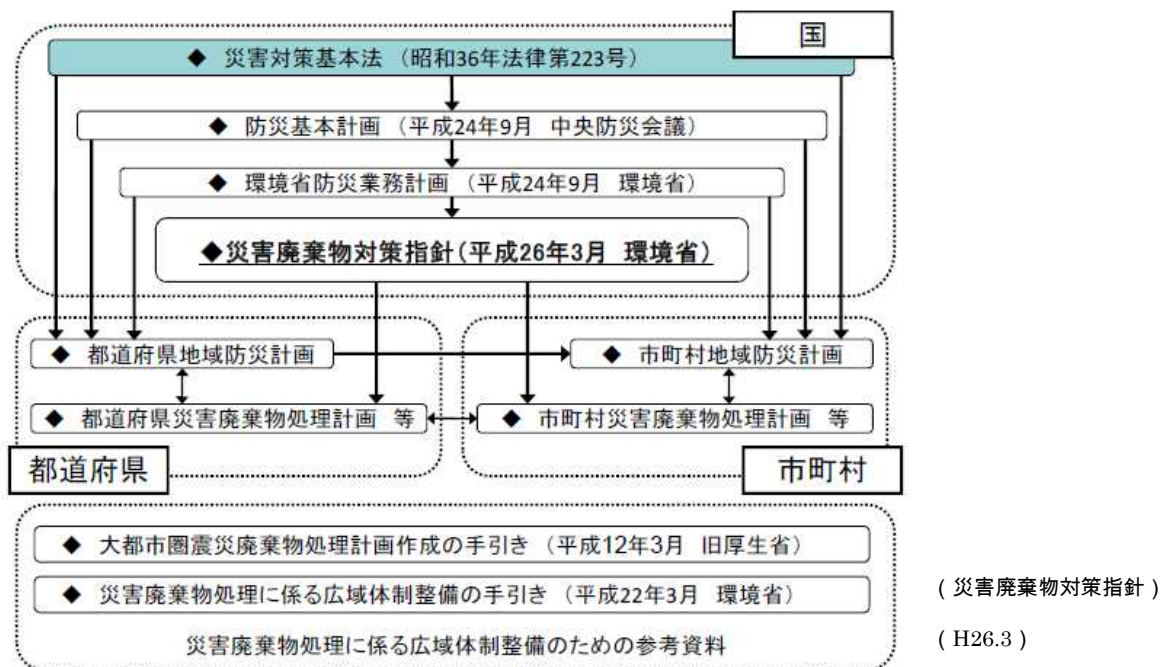 国
◆ 災害対策基本法 （昭和36年法律第223号）
◆ 防災基本計画 （平成24年9月 中央防災会議）
◆ 環境省防災業務計画 （平成24年9月 環境省）
◆災害廃棄物対策指針(平成26年3月 環境省）
◆ 都道府県地域防災計画
◆ 市町村地域防災計画
◆ 都道府県災害廃棄物処理計画 等
◆ 市町村災害廃棄物処理計画 等
都道府県
市町村
◆ 大都市圏震災廃棄物処理計画作成の手引き （平成12年3月 旧厚生省）
◆ 災害廃棄物処理に係る広域体制整備の手引き （平成22年3月 環境省）
災害廃棄物処理に係る広域体制整備のための参考資料
（災害廃棄物対策指針）
（H26.3）